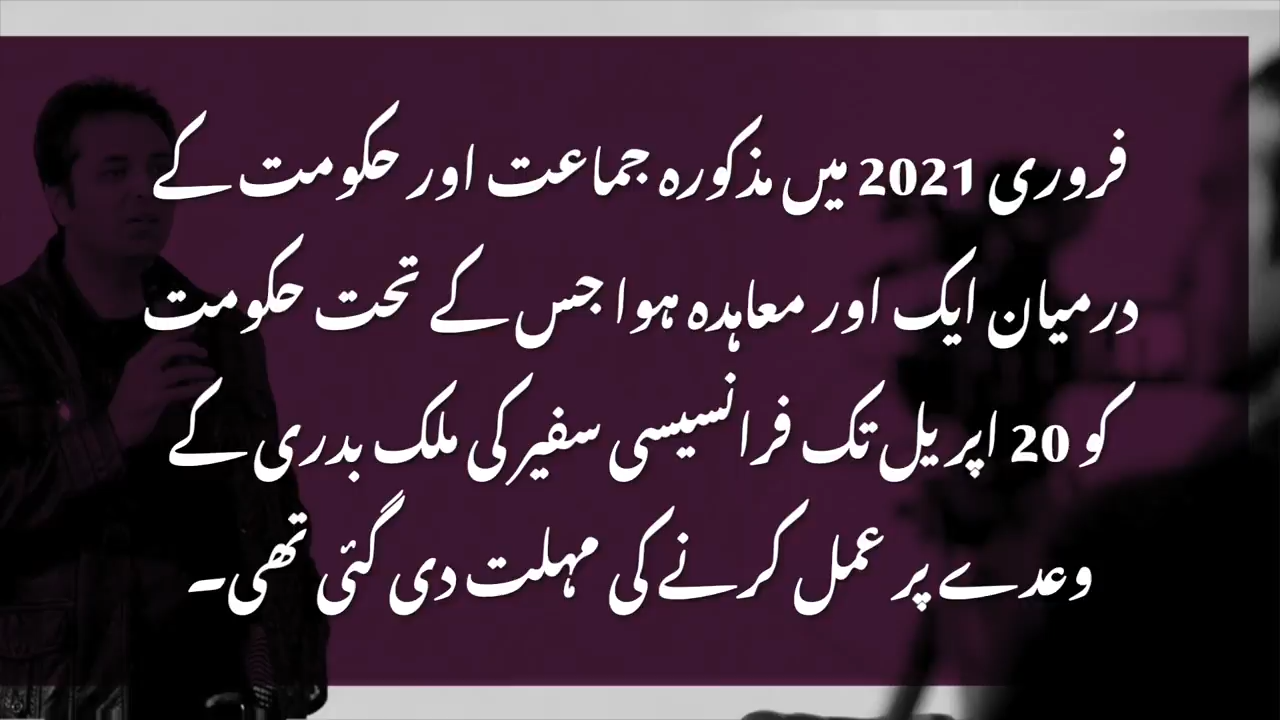 فروری 2021 میں مذکورہ جماعت اور حکومت کے
درمیان ایک اور معاہدہ ہوا جس کے تحت حکومت
کو 20 اپریل تک فرانسیسی سفیر کی ملک بدری کے
وعدے پر عمل کرنے کی مہلت دی گئی تھی۔